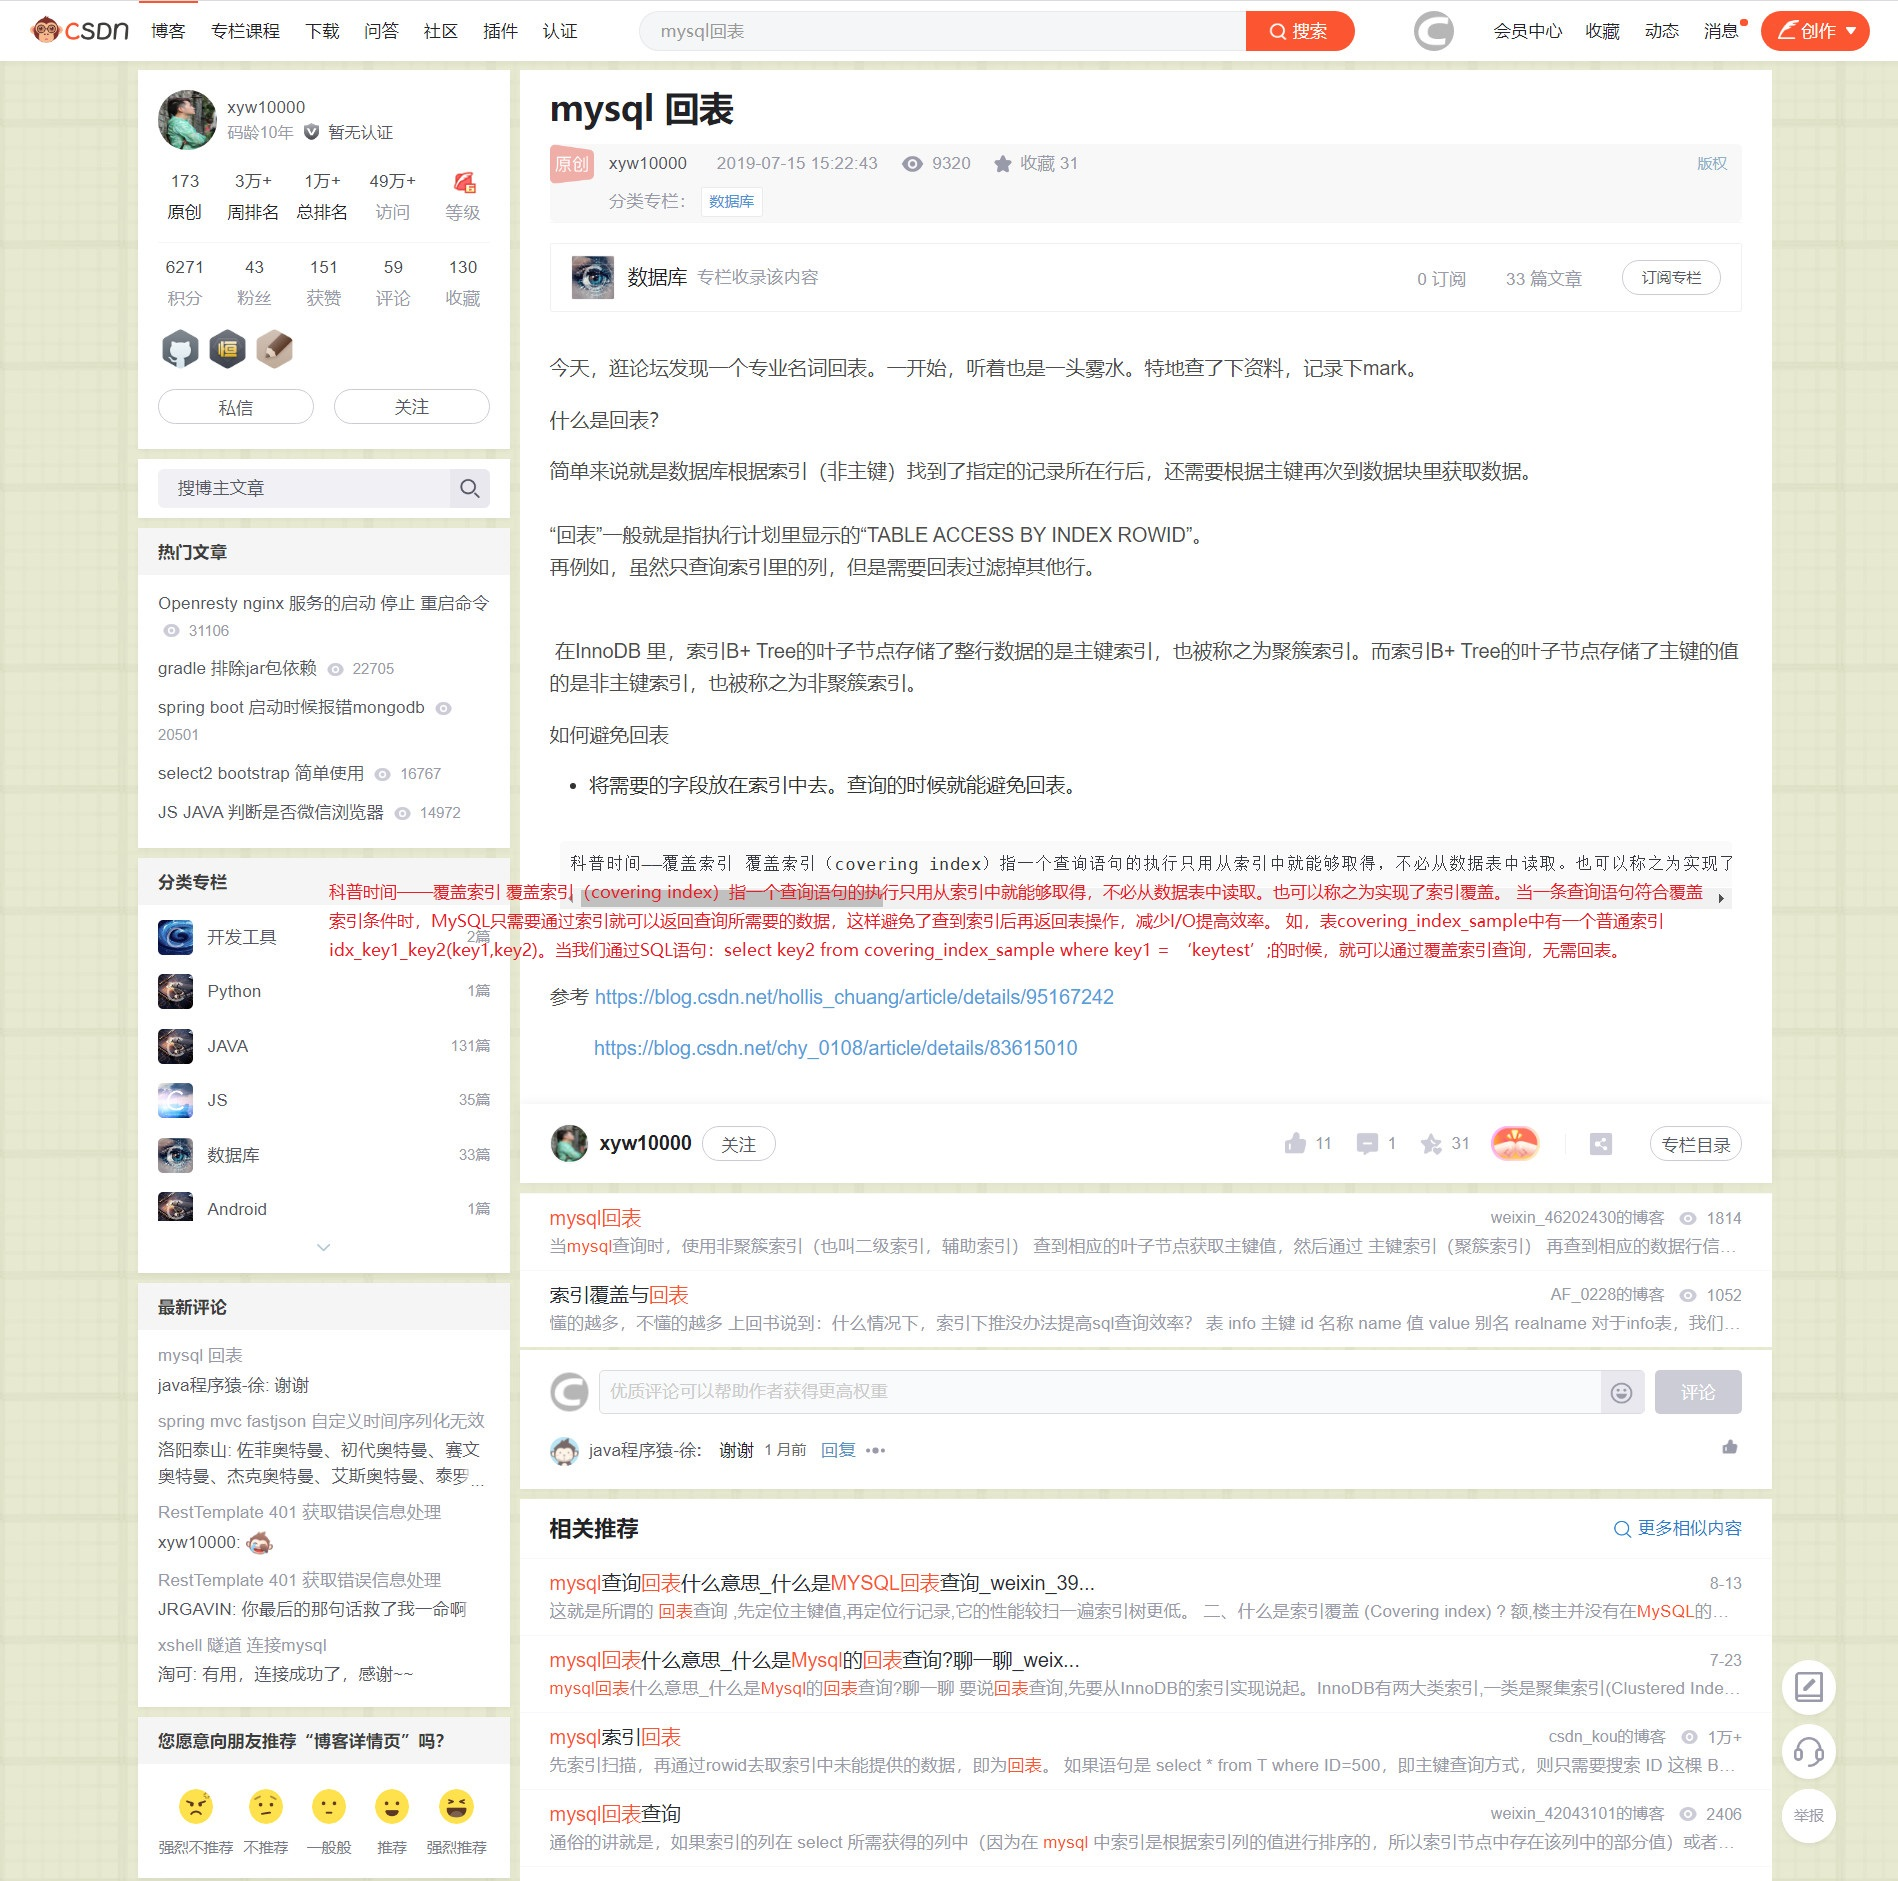 CSDN 博客 专栏课程 下载 问答 社区 插件 认证 mysql回表 搜索 会员中心 收藏 动态 消息 创作
xyw10000
码龄10年 暂无认证
173 3万+ 1万+ 49万+
原创 周排名 总排名 访问 等级
6271 43 151 59 130
积分 粉丝 获赞 评论 收藏
私信 关注
搜博主文章
热门文章
Openresty nginx 服务的启动 停止 重启命令
31106
gradle 排除jar包依赖 22705
spring boot 启动时候报错mongodb
20501
select2 bootstrap 简单使用 16767
JS JAVA 判断是否微信浏览器 14972
分类专栏
开发工具 2篇
Python 1篇
JAVA 131篇
JS 35篇
数据库 33篇
Android 1篇
最新评论
mysql 回表
java程序猿-徐: 谢谢
spring mvc fastjson 自定义时间序列化无效
洛阳泰山: 佐菲奥特曼、初代奥特曼、赛文
奥特曼、杰克奥特曼、艾斯奥特曼、泰罗...
RestTemplate 401 获取错误信息处理
xyw10000:
RestTemplate 401 获取错误信息处理
JRGAVIN: 你最后的那句话救了我一命啊
xshell 隧道 连接mysql
淘可: 有用，连接成功了，感谢~~
您愿意向朋友推荐“博客详情页”吗？
强烈不推荐 不推荐 一般般 推荐 强烈推荐
mysql 回表
原创 xyw10000 2019-07-15 15:22:43 9320 收藏 31 版权
分类专栏： 数据库
数据库 专栏收录该内容 0 订阅 33 篇文章 订阅专栏
今天，逛论坛发现一个专业名词回表。一开始，听着也是一头雾水。特地查了下资料，记录下mark。
什么是回表？
简单来说就是数据库根据索引（非主键）找到了指定的记录所在行后，还需要根据主键再次到数据块里获取数据。
“回表”一般就是指执行计划里显示的“TABLE ACCESS BY INDEX ROWID”。
再例如，虽然只查询索引里的列，但是需要回表过滤掉其他行。
在InnoDB 里，索引B+ Tree的叶子节点存储了整行数据的是主键索引，也被称之为聚簇索引。而索引B+ Tree的叶子节点存储了主键的值
的是非主键索引，也被称之为非聚簇索引。
如何避免回表
• 将需要的字段放在索引中去。查询的时候就能避免回表。
科普时间——覆盖索引 覆盖索引（covering index）指一个查询语句的执行只用从索引中就能够取得，不必从数据表中读取。也可以称之为实现了
科普时间——覆盖索引 覆盖索引（covering index）指一个查询语句的执行只用从索引中就能够取得，不必从数据表中读取。也可以称之为实现了索引覆盖。 当一条查询语句符合覆盖
索引条件时，MySQL只需要通过索引就可以返回查询所需要的数据，这样避免了查到索引后再返回表操作，减少I/O提高效率。 如，表covering_index_sample中有一个普通索引
idx_key1_key2(key1,key2)。当我们通过SQL语句：select key2 from covering_index_sample where key1 = ‘keytest’;的时候，就可以通过覆盖索引查询，无需回表。
参考 https://blog.csdn.net/hollis_chuang/article/details/95167242
https://blog.csdn.net/chy_0108/article/details/83615010
xyw10000 关注 11 1 31 专栏目录
mysql回表 weixin_46202430的博客 1814
当mysql查询时，使用非聚簇索引（也叫二级索引，辅助索引） 查到相应的叶子节点获取主键值，然后通过 主键索引（聚簇索引） 再查到相应的数据行信...
索引覆盖与回表 AF_0228的博客 1052
懂的越多，不懂的越多 上回书说到：什么情况下，索引下推没办法提高sql查询效率？ 表 info 主键 id 名称 name 值 value 别名 realname 对于info表，我们...
优质评论可以帮助作者获得更高权重 评论
java程序猿-徐: 谢谢 1 月前 回复 •••
相关推荐 更多相似内容
mysql查询回表什么意思_什么是MYSQL回表查询_weixin_39... 8-13
这就是所谓的 回表查询 ,先定位主键值,再定位行记录,它的性能较扫一遍索引树更低。 二、什么是索引覆盖 (Covering index) ? 额,楼主并没有在MySQL的...
mysql回表什么意思_什么是Mysql的回表查询?聊一聊_weix... 7-23
mysql回表什么意思_什么是Mysql的回表查询?聊一聊 要说回表查询,先要从InnoDB的索引实现说起。InnoDB有两大类索引,一类是聚集索引(Clustered Inde...
mysql索引回表 csdn_kou的博客 1万+
先索引扫描，再通过rowid去取索引中未能提供的数据，即为回表。 如果语句是 select * from T where ID=500，即主键查询方式，则只需要搜索 ID 这棵 B...
mysql回表查询 weixin_42043101的博客 2406
通俗的讲就是，如果索引的列在 select 所需获得的列中（因为在 mysql 中索引是根据索引列的值进行排序的，所以索引节点中存在该列中的部分值）或者...
举报